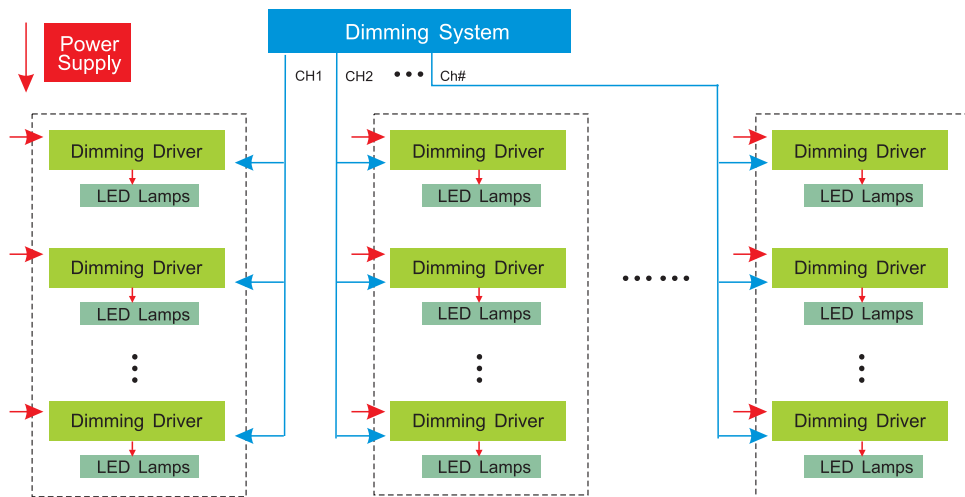 Dimming System
Power
Supply
CH1
CH2
Ch#
Dimming Driver
LED Lamps
Dimming Driver
LED Lamps
Dimming Driver
LED Lamps
Dimming Driver
LED Lamps
Dimming Driver
LED Lamps
Dimming Driver
LED Lamps
Dimming Driver
LED Lamps
Dimming Driver
LED Lamps
Dimming Driver
LED Lamps